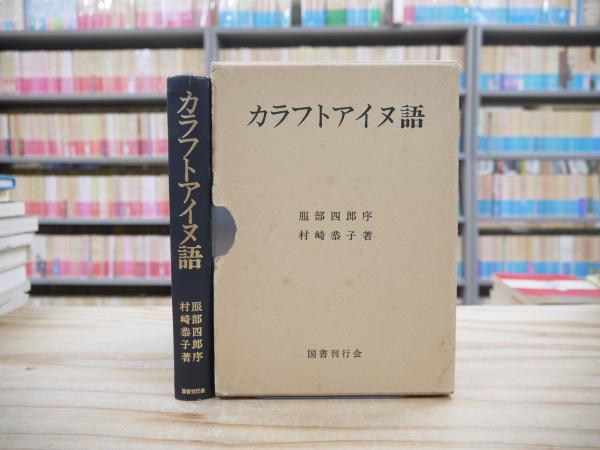 カラフトアイヌ語
服部四郎序
村崎恭子著
国書刊行会
カラフトアイヌ語
服部四郎序
村崎恭子著
国書刊行会